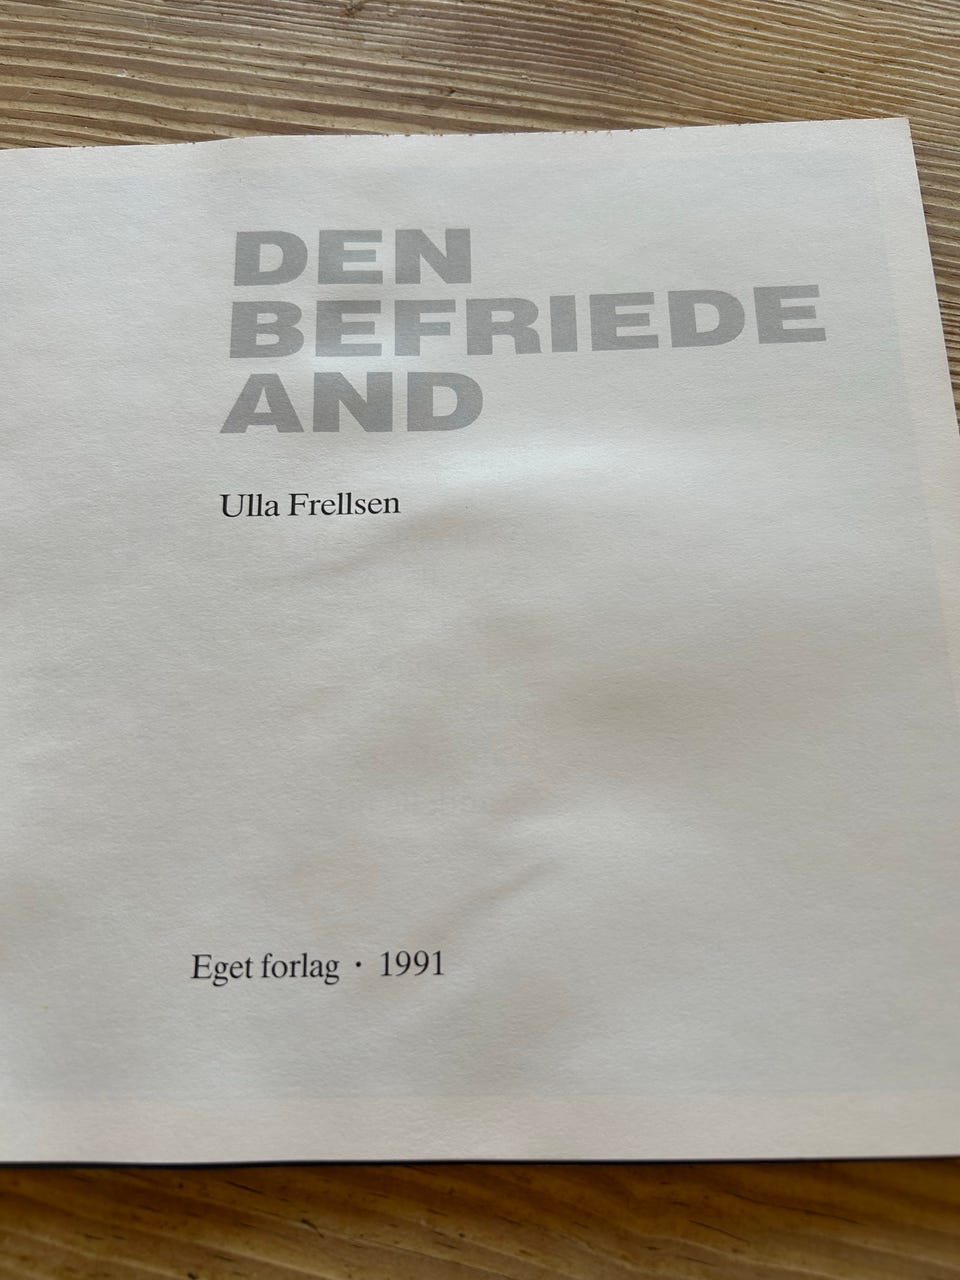 DEN
BEFRIEDE
AND
Ulla Frellsen
Eget forlag · 1991